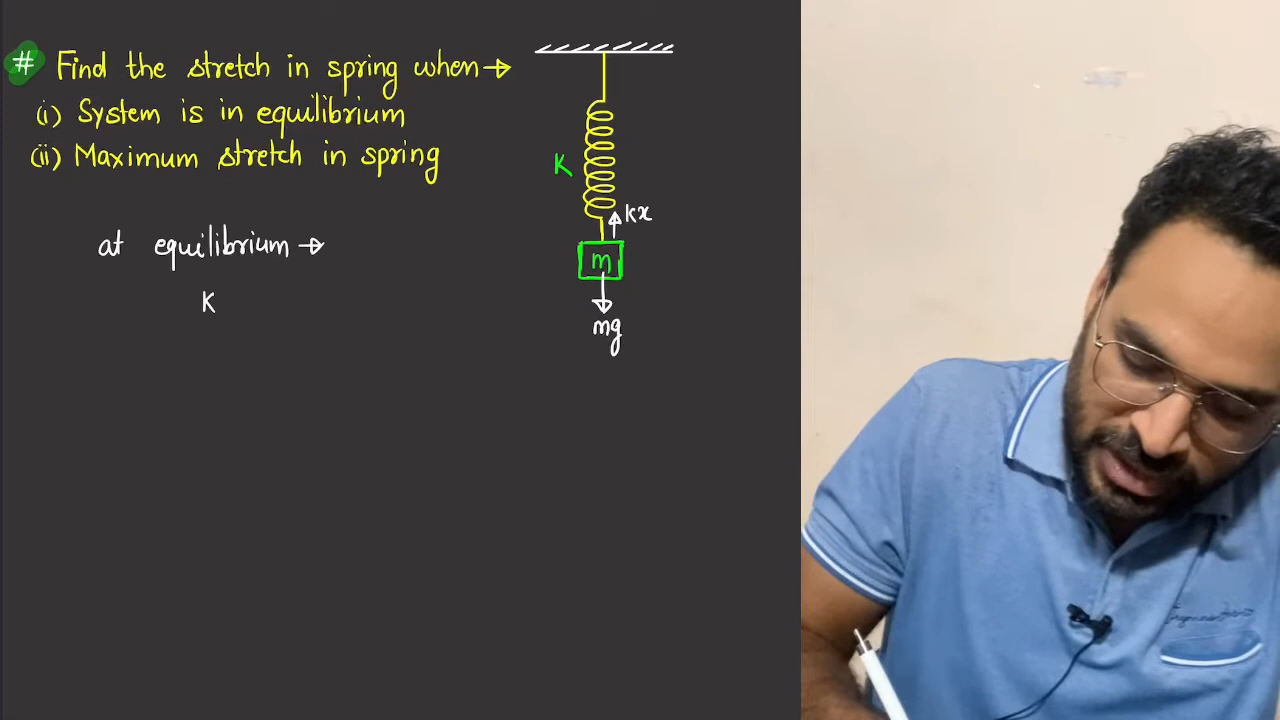 # Find the stretch in spring when →
(i) System is in equilibrium
(ii) Maximum stretch in spring
K
kx
at equilibrium →
m
K
mg